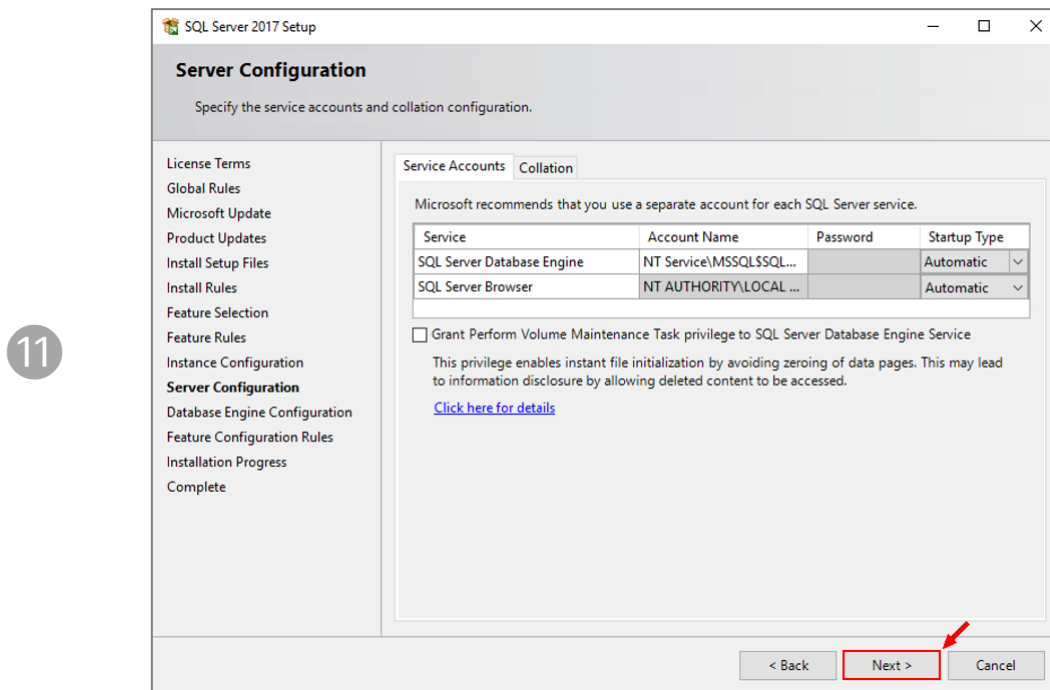 SQL Server 2017 Setup
Server Configuration
Specify the service accounts and collation configuration.
License Terms
Global Rules
Microsoft Update
Product Updates
Install Setup Files
Install Rules
Feature Selection
Feature Rules
Instance Configuration
Server Configuration
Database Engine Configuration
Feature Configuration Rules
Installation Progress
Complete
11
Service Accounts Collation
Microsoft recommends that you use a separate account for each SQL Server service.
Service Account Name Password Startup Type
SQL Server Database Engine NT Service\MSSQL$SQL... Automatic
SQL Server Browser NT AUTHORITY\LOCAL ... Automatic
Grant Perform Volume Maintenance Task privilege to SQL Server Database Engine Service
This privilege enables instant file initialization by avoiding zeroing of data pages. This may lead
to information disclosure by allowing deleted content to be accessed.
Click here for details
< Back Next > Cancel